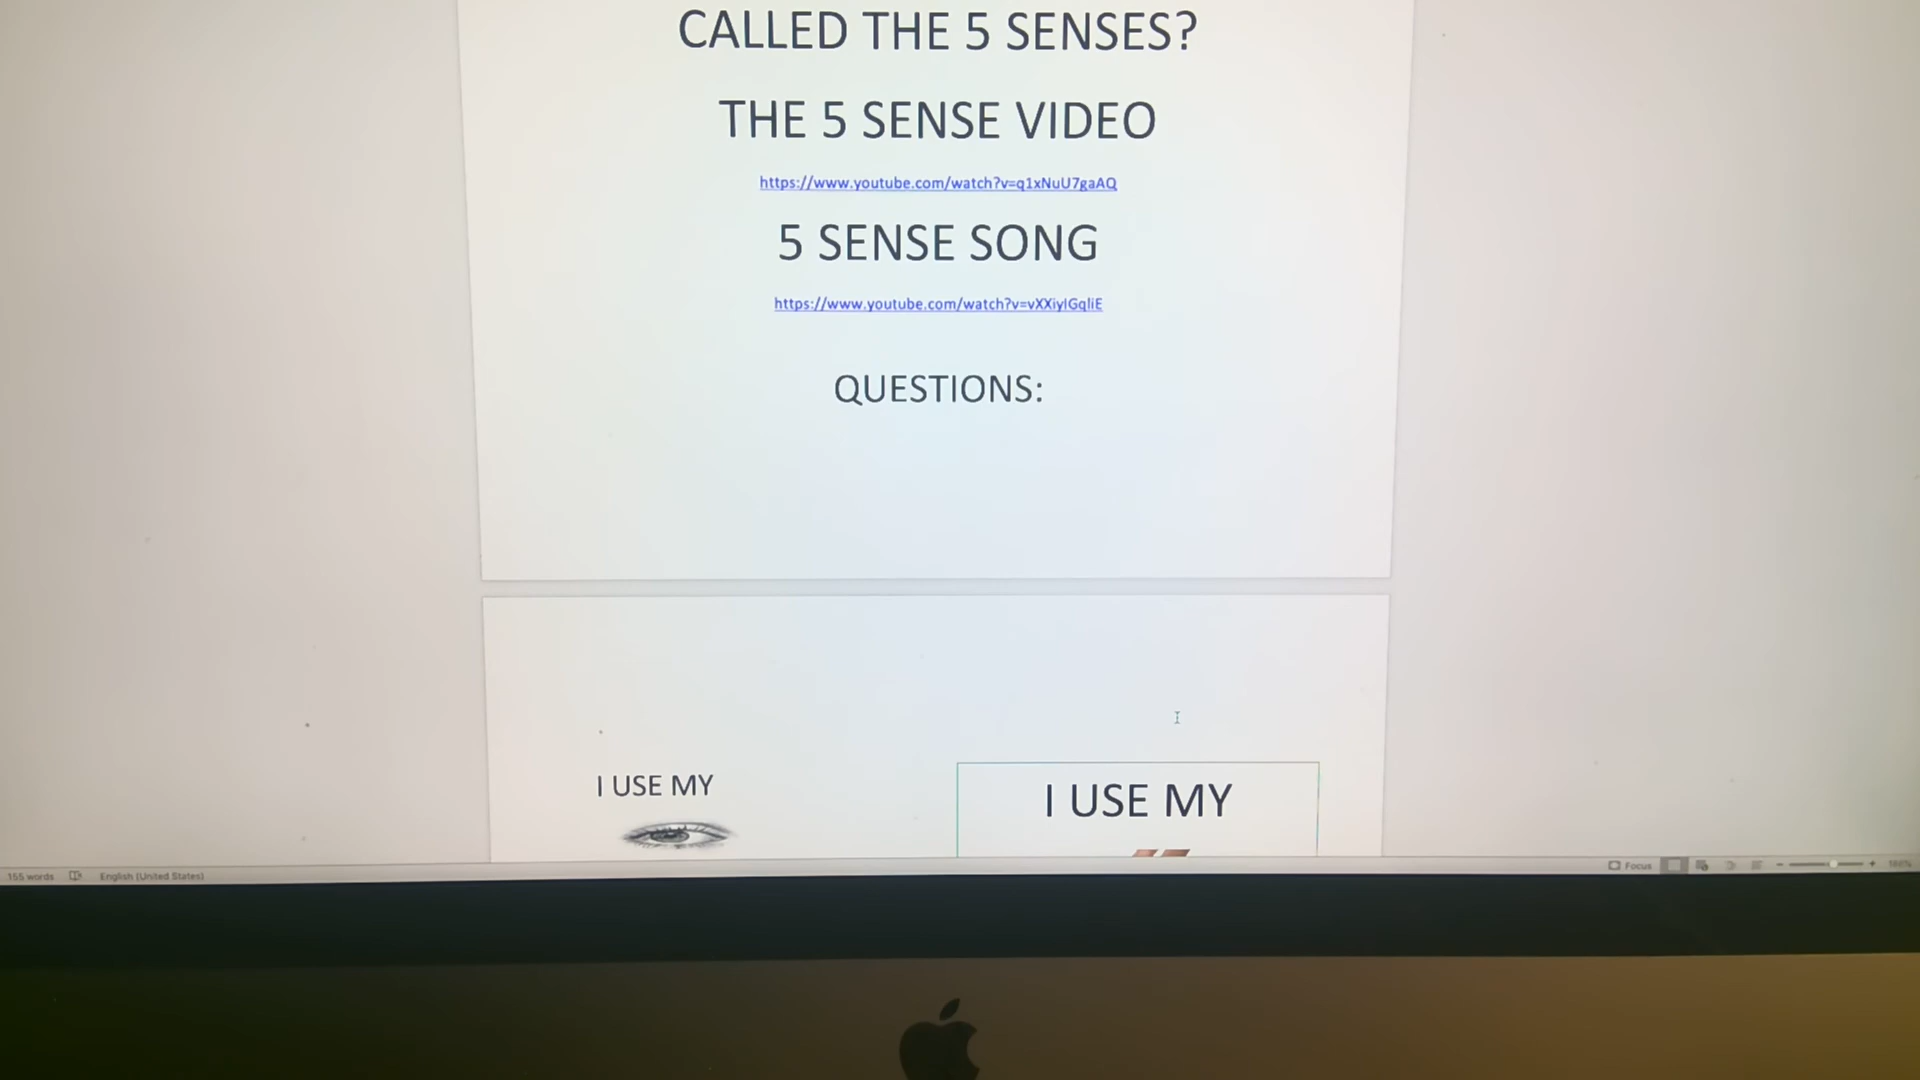 CALLED THE 5 SENSES?
THE 5 SENSE VIDEO
https://www.youtube.com/watch?v=q1xNuU7gaAQ
5 SENSE SONG
https://www.youtube.com/watch?v=vXXiyIGqliE
QUESTIONS:
I USE MY
I USE MY
155 words
English (United States)
Focus